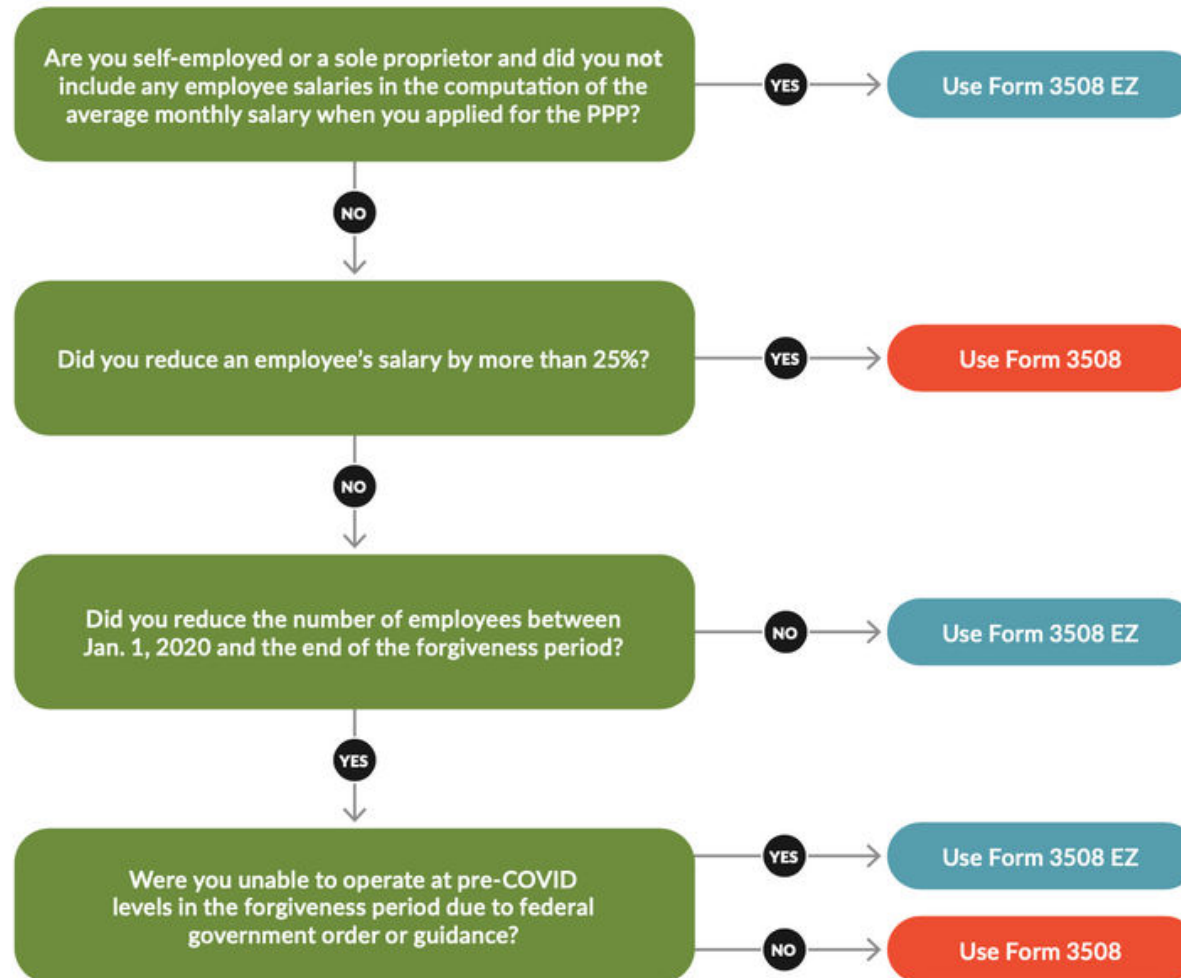 Are you self-employed or a sole proprietor and did you not
include any employee salaries in the computation of the
average monthly salary when you applied for the PPP?
YES
Use Form 3508 EZ
NO
Did you reduce an employee’s salary by more than 25%?
YES
Use Form 3508
NO
Did you reduce the number of employees between
Jan. 1, 2020 and the end of the forgiveness period?
NO
Use Form 3508 EZ
YES
Were you unable to operate at pre-COVID
levels in the forgiveness period due to federal
government order or guidance?
YES
Use Form 3508 EZ
NO
Use Form 3508